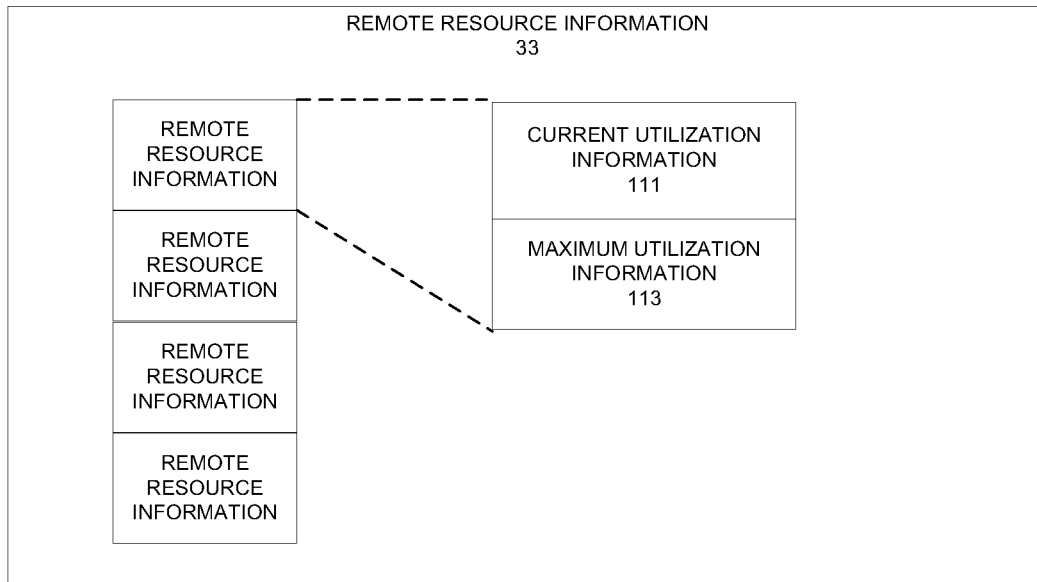 REMOTE RESOURCE INFORMATION
33
REMOTE
RESOURCE
INFORMATION
REMOTE
RESOURCE
INFORMATION
REMOTE
RESOURCE
INFORMATION
REMOTE
RESOURCE
INFORMATION
CURRENT UTILIZATION
INFORMATION
111
MAXIMUM UTILIZATION
INFORMATION
113